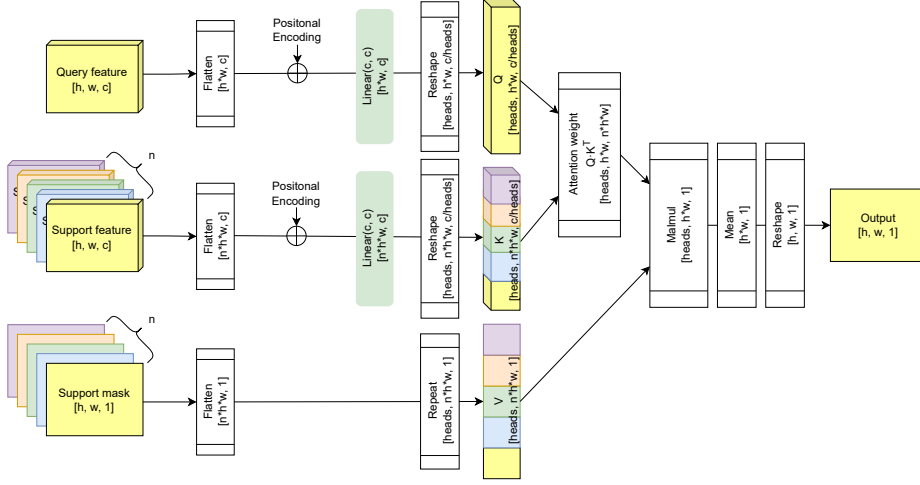 Query feature
[h, w, c]
Flatten
[h*w, c]
Positonal
Encoding
Linear(c, c)
[h*w, c]
Reshape
[heads, h*w, c/heads]
Q
[heads, h*w, c/heads]
Attention weight
Q·K^T
[heads, h*w, n*h*w]
n
S
S
S
S
Support feature
[h, w, c]
Flatten
[n*h*w, c]
Positonal
Encoding
Linear(c, c)
[n*h*w, c]
Reshape
[heads, n*h*w, c/heads]
K
[heads, n*h*w, c/heads]
Malmul
[heads, h*w, 1]
Mean
[h*w, 1]
Reshape
[h, w, 1]
Output
[h, w, 1]
n
Support mask
[h, w, 1]
Flatten
[n*h*w, 1]
Repeat
[heads, n*h*w, 1]
V
[heads, n*h*w, 1]